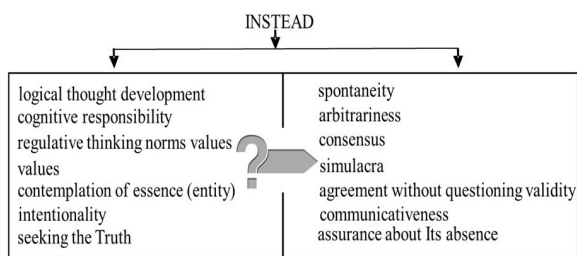 INSTEAD
logical thought development
cognitive responsibility
regulative thinking norms values
values
contemplation of essence (entity)
intentionality
seeking the Truth
?
spontaneity
arbitrariness
consensus
simulacra
agreement without questioning validity
communicativeness
assurance about Its absence